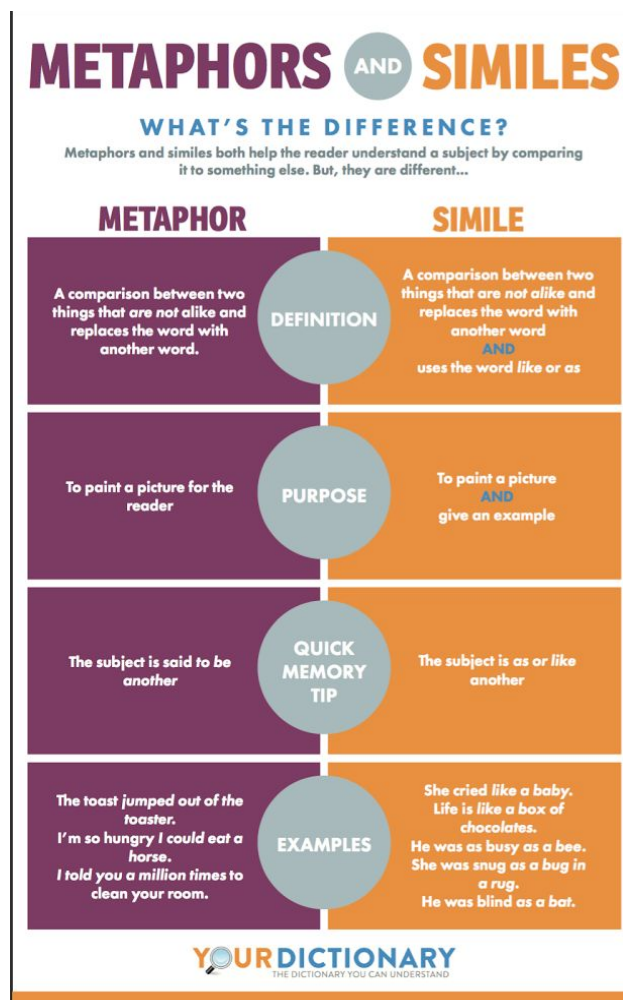 METAPHORS AND SIMILES
WHAT'S THE DIFFERENCE?
Metaphors and similes both help the reader understand a subject by comparing
it to something else. But, they are different...
METAPHOR
SIMILE
A comparison between two
things that are not alike and
replaces the word with
another word.
DEFINITION
A comparison between two
things that are not alike and
replaces the word with
another word
AND
uses the word like or as
To paint a picture for the
reader
PURPOSE
To paint a picture
AND
give an example
The subject is said to be
another
QUICK
MEMORY
TIP
The subject is as or like
another
The toast jumped out of the
toaster.
I'm so hungry I could eat a
horse.
I told you a million times to
clean your room.
EXAMPLES
She cried like a baby.
Life is like a box of
chocolates.
He was as busy as a bee.
She was snug as a bug in
a rug.
He was blind as a bat.
YOURDICTIONARY
THE DICTIONARY YOU CAN UNDERSTAND